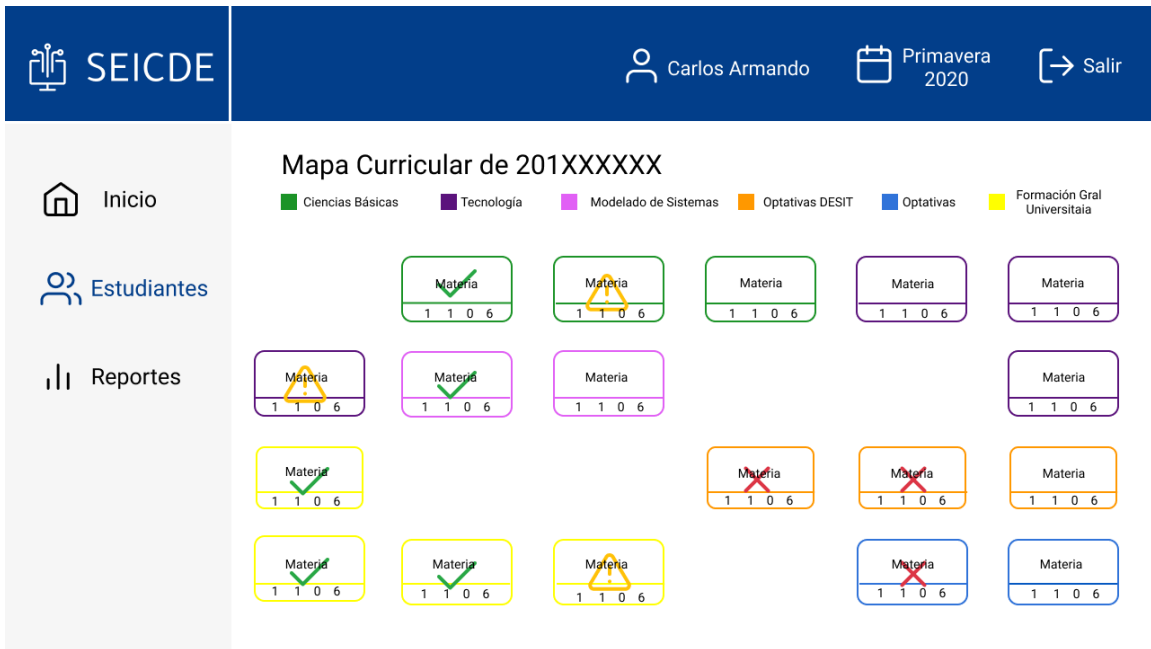 SEICDE
Carlos Armando
Primavera
2020
Salir
Inicio
Estudiantes
Reportes
Mapa Curricular de 201XXXXXX
Ciencias Básicas
Tecnología
Modelado de Sistemas
Optativas DESIT
Optativas
Formación Gral
Universitaia
Materia
1 1 0 6
Materia
1 1 0 6
Materia
1 1 0 6
Materia
1 1 0 6
Materia
1 1 0 6
Materia
1 1 0 6
Materia
1 1 0 6
Materia
1 1 0 6
Materia
1 1 0 6
Materia
1 1 0 6
Materia
1 1 0 6
Materia
1 1 0 6
Materia
1 1 0 6
Materia
1 1 0 6
Materia
1 1 0 6
Materia
1 1 0 6
Materia
1 1 0 6
Materia
1 1 0 6